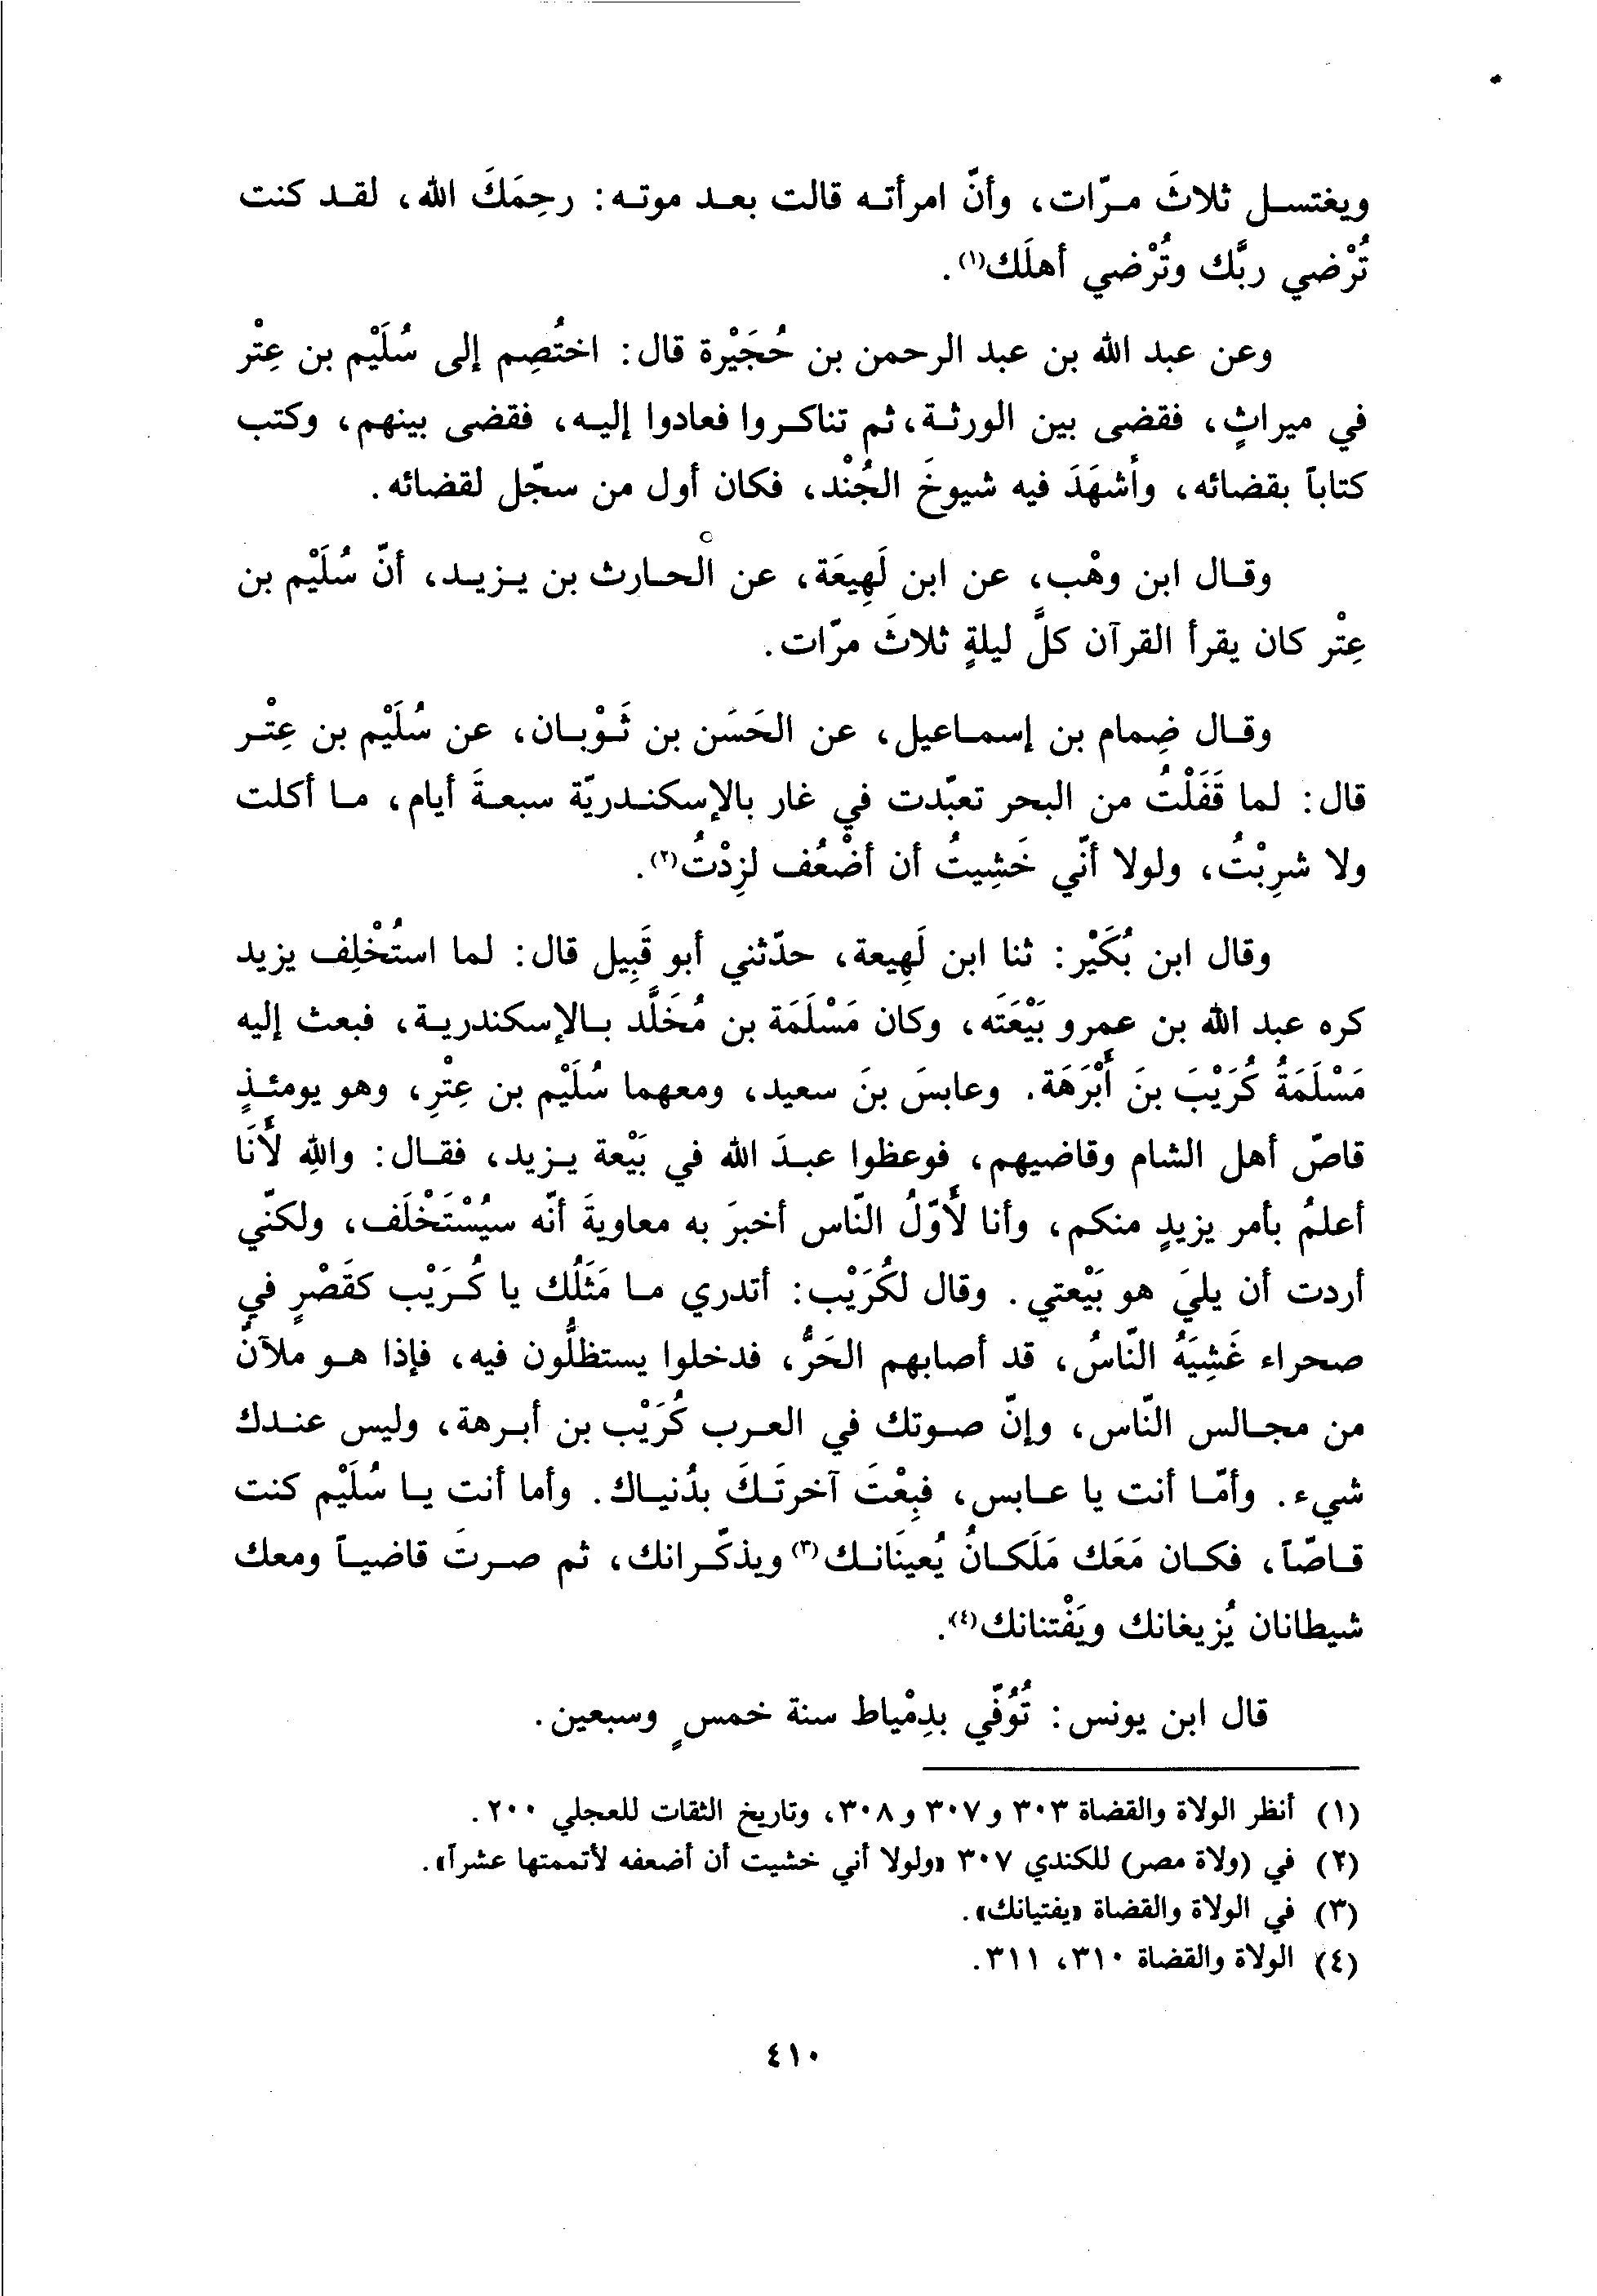 ويغتسل ثلاثَ مرّات، وأنّ امرأته قالت بعد موته: رحِمَكَ الله، لقد كنت
تُرْضي ربَّك وتُرْضي أهلَك(١).
وعن عبد الله بن عبد الرحمن بن حُجَيْرة قال: اختُصِم إلى سُلَيْم بن عِتْر
في ميراثٍ، فقضى بين الورثة، ثم تناكروا فعادوا إليه، فقضى بينهم، وكتب
كتاباً بقضائه، وأشهَدَ فيه شيوخَ الجُنْد، فكان أول من سجّل لقضائه.
وقال ابن وهْب، عن ابن لَهِيعَة، عن الحارث بن يزيد، أنّ سُلَيْم بن
عِتْر كان يقرأ القرآن كلَّ ليلةٍ ثلاثَ مرّات.
وقال ضِمام بن إسماعيل، عن الحَسَن بن ثَوْبان، عن سُلَيْم بن عِتْر
قال: لما قَفَلْتُ من البحر تعبّدت في غار بالإسكندريّة سبعةَ أيام، ما أكلت
ولا شرِبْتُ، ولولا أنّي خَشِيتُ أن أضْعُف لزِدْتُ(٢).
وقال ابن بُكَيْر: ثنا ابن لَهِيعة، حدّثني أبو قَبِيل قال: لما استُخْلِف يزيد
كره عبد الله بن عمرو بَيْعَتَه، وكان مَسْلَمَة بن مُخَلَّد بالإسكندرية، فبعث إليه
مَسْلَمَةُ كُرَيْبَ بنَ أَبْرَهَة. وعابسَ بنَ سعيد، ومعهما سُلَيْم بن عِتْرِ، وهو يومئذٍ
قاصّ أهل الشام وقاضيهم، فوعظوا عبدَ الله في بَيْعة يزيد، فقال: واللهِ لأَنَا
أعلمُ بأمر يزيدٍ منكم، وأنا لأَوّلُ النّاس أخبرَ به معاويةَ أنّه سيُسْتَخْلَف، ولكنّي
أردت أن يليَ هو بَيْعتي. وقال لكُرَيْب: أتدري ما مَثَلُك يا كُرَيْب كقَصْرٍ في
صحراء غَشِيَهُ النّاسُ، قد أصابهم الحَرُّ، فدخلوا يستظلُّون فيه، فإذا هو ملآنُ
من مجالس النّاس، وإنّ صوتك في العرب كُرَيْب بن أبرهة، وليس عندك
شيء. وأمّا أنت يا عابس، فبِعْتَ آخرتَكَ بدُنياك. وأما أنت يا سُلَيْم كنت
قاصّاً، فكان مَعَك مَلَكانُ يُعينَانك(٣) ويذكّرانك، ثم صرتَ قاضياً ومعك
شيطانان يُزيغانك ويَفْتنانك(٤).
قال ابن يونس: تُوُفّي بدِمْياط سنة خمسٍ وسبعين.
(١) أنظر الولاة والقضاة ٣٠٣ و ٣٠٧ و ٣٠٨، وتاريخ الثقات للعجلي ٢٠٠.
(٢) في (ولاة مصر) للكندي ٣٠٧ «ولولا أني خشيت أن أضعفه لأتممتها عشراً».
(٣) في الولاة والقضاة «يفتيانك».
(٤) الولاة والقضاة ٣١٠، ٣١١.
٤١٠